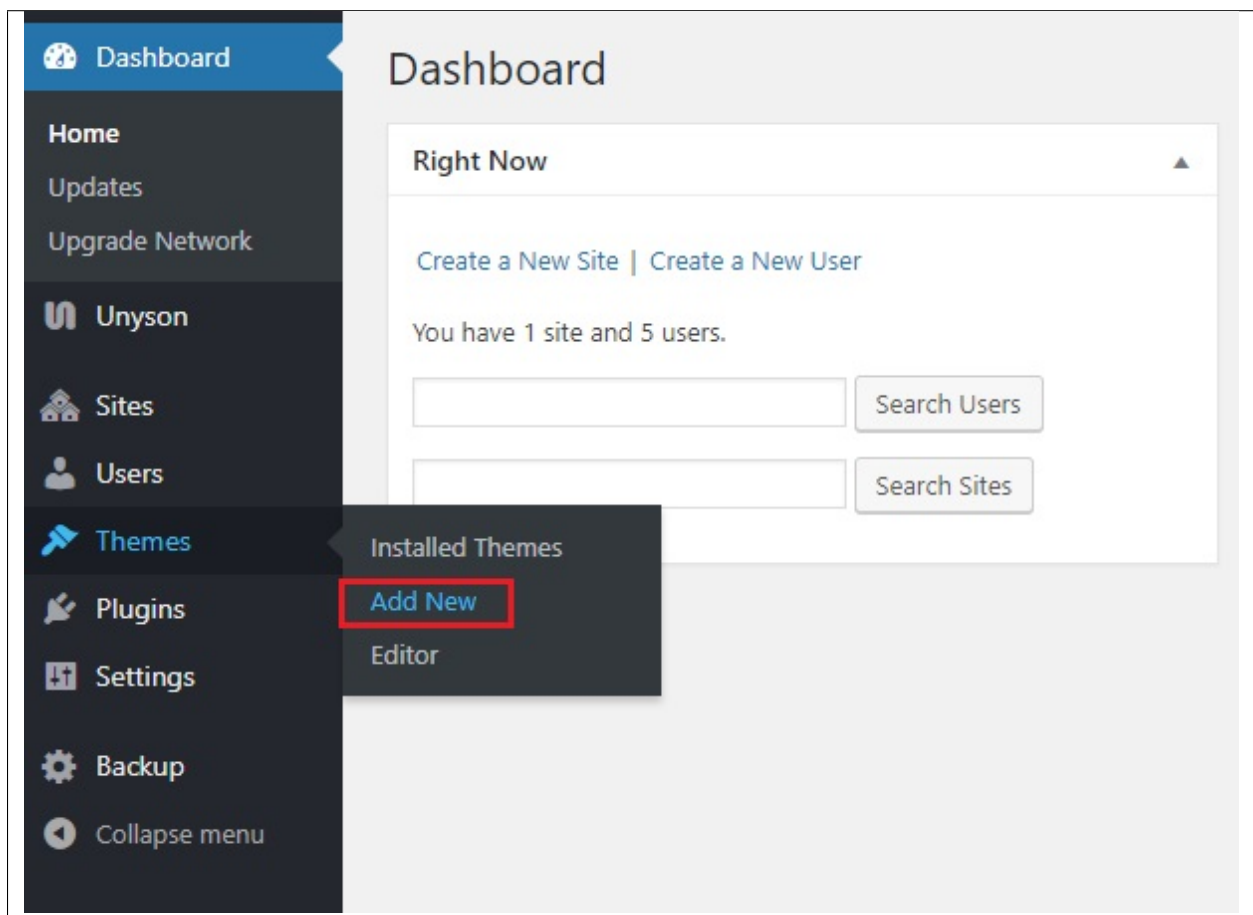 Dashboard
Home
Updates
Upgrade Network
Unyson
Sites
Users
Themes
Plugins
Settings
Backup
Collapse menu
Installed Themes
Add New
Editor
Dashboard
Right Now
Create a New Site | Create a New User
You have 1 site and 5 users.
Search Users
Search Sites